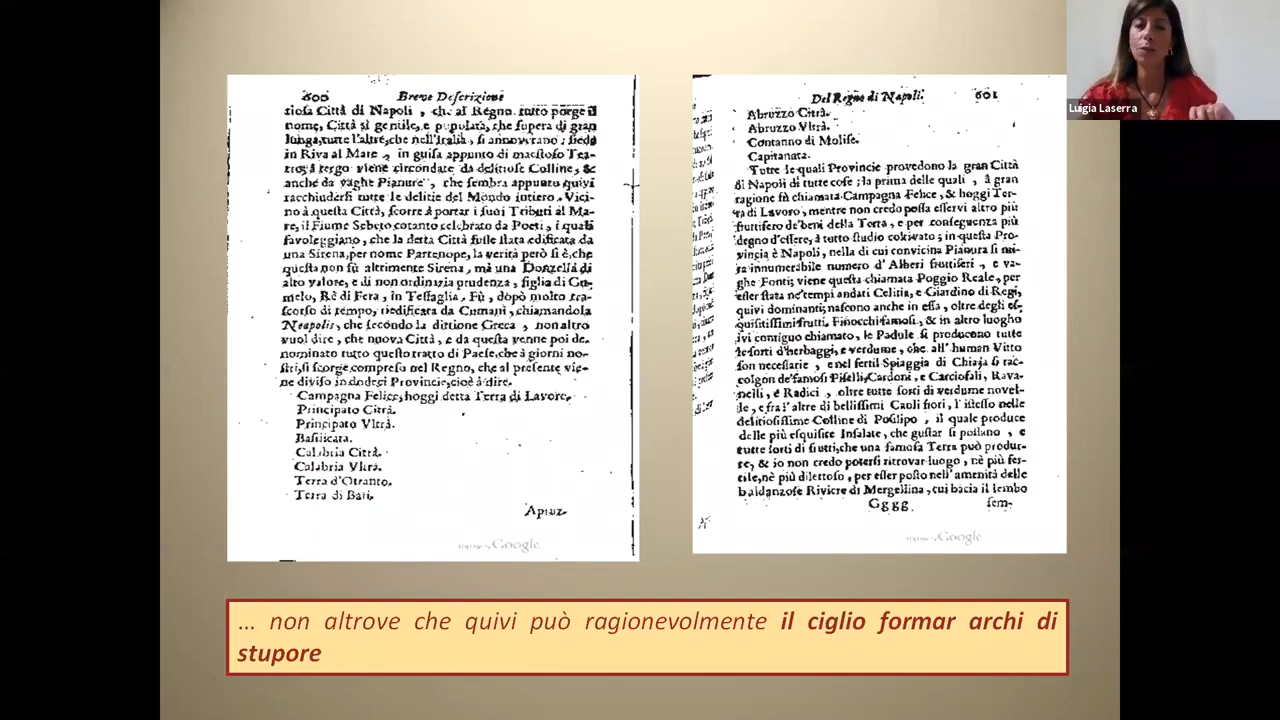 600 Breve Descrizione
tiosa Città di Napoli, che al Regno tutto porge il
nome, Città sì gentile, e populata, che supera di gran
lunga tutte l'altre, che nell'Italia, si annoverano; siede
in Riva al Mare, in guisa appunto di maestoso Tea-
tro; à tergo viene circondate da delitiose Colline, &
anche da vaghe Pianure, che sembra appunto quivi
racchiudersi tutte le delitie del Mondo intiero. Vici-
no à questa Città, scorre à portar i suoi Tributi al Ma-
re, il Fiume Sebeto cotanto celebrato da Poeti, i quali
favoleggiano, che la detta Città fusse stata edificata da
una Sirena, per nome Partenope, la verità però si è, che
questa non fù altrimente Sirena, mà una Donzella di
alto valore, e di non ordinaria prudenza, figlia di Cu-
melo, Rè di Fera, in Tessaglia, Fù, dopò molto tra-
scorso di tempo, riedificata da Cumani, chiamandola
Neapolis, che secondo la dittione Greca, non altro
vuol dire, che nuova Città, e da questa venne poi de-
nominato tutto questo tratto di Paese, che à giorni no-
stri, si scorge compreso nel Regno, che al presente vie-
ne diviso in dodeci Provincie, cioè à dire.
Campagna Felice, hoggi detta Terra di Lavoro.
Principato Citrà.
Principato Vltrà.
Basilicata.
Calabria Citrà.
Calabria Vltrà.
Terra d'Otranto.
Terra di Bari.
Apruz-
Google
Del Regno di Napoli. 601
Abruzzo Citrà.
Abruzzo Vltrà.
Contanno di Molise.
Capitanata.
Tutte le quali Provincie provedono la gran Città
di Napoli di tutte cose; la prima delle quali, à gran
ragione fù chiamata Campagna Felice, & hoggi Ter-
ra di Lavoro, mentre non credo possa esservi altro più
fruttifero de'beni della Terra, e per conseguenza più
degno d'essere, à tutto studio coltivato; in questa Pro-
vincia è Napoli, nella di cui convicina Pianura si mi-
ra innumerabile numero d'Alberi fruttiferi, e va-
ghe Fonti; viene questa chiamata Poggio Reale, per
esser stata ne'tempi andati Celitia, e Giardino di Regi,
quivi dominanti; nascono anche in essa, oltre degli es-
quisitissimi frutti, Finocchi famosi, & in altro luogho
ivi contiguo chiamato, le Padule si producono tutte
le sorti d'herbaggi, e verdume, che all'human Vitto
son necessarie, e nel fertil Spiaggia di Chiaja si rac-
colgon de'famosi Piselli, Cardoni, e Carciofali, Rava-
nelli, e Radici, oltre tutte sorti di verdume novel-
le, e fra l'altre di bellissimi Caoli fiori, l'istesso nelle
delitiosissime Colline di Posilipo, il quale produce
delle più esquisite Insalate, che gustar si possano, e
tutte sorti di frutti, che una famosa Terra può produr-
re, & io non credo potersi ritrovar luogo, nè più fer-
tile, nè più dilettoso, per esser posto nell'amenità delle
baldanzose Riviere di Mergellina, cui bacia il lembo
Gggg sem-
Google
Luigia Laserra
… non altrove che quivi può ragionevolmente il ciglio formar archi di
stupore